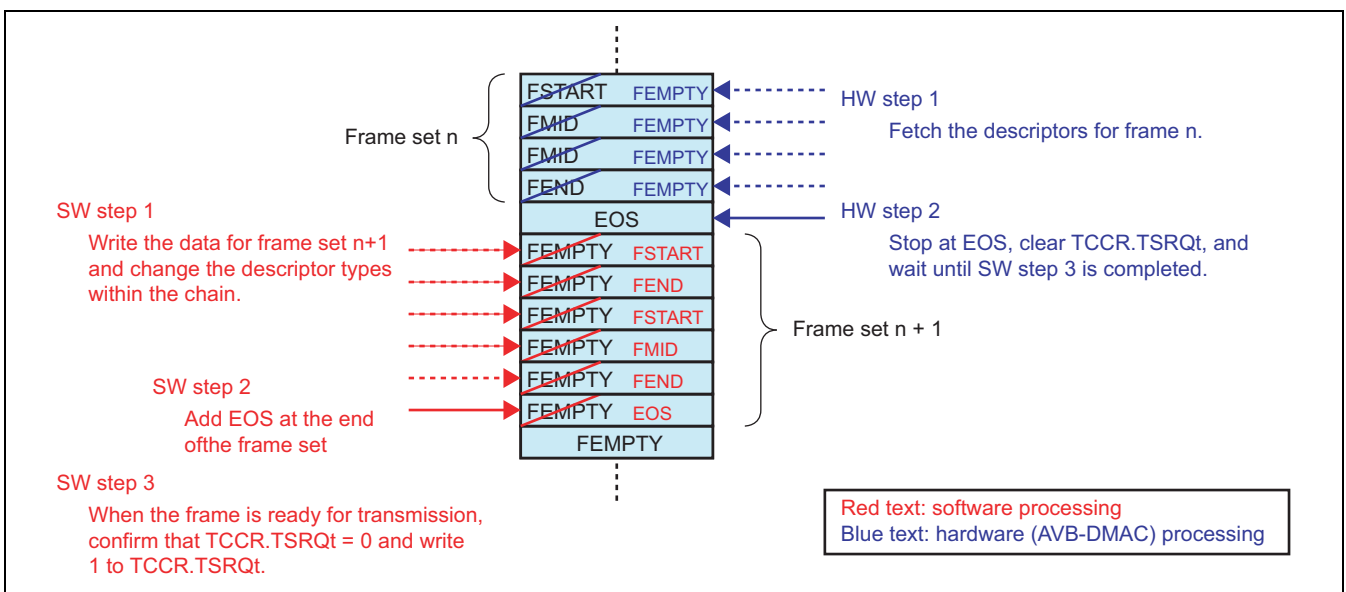 FSTART FEMPTY
HW step 1
FMID FEMPTY
Fetch the descriptors for frame n.
Frame set n
FMID FEMPTY
FEND FEMPTY
SW step 1
EOS
HW step 2
Write the data for frame set n+1
and change the descriptor types
within the chain.
Stop at EOS, clear TCCR.TSRQt, and
wait until SW step 3 is completed.
FEMPTY FSTART
FEMPTY FEND
FEMPTY FSTART
Frame set n + 1
FEMPTY FMID
FEMPTY FEND
SW step 2
Add EOS at the end
ofthe frame set
FEMPTY EOS
FEMPTY
SW step 3
When the frame is ready for transmission,
confirm that TCCR.TSRQt = 0 and write
1 to TCCR.TSRQt.
Red text: software processing
Blue text: hardware (AVB-DMAC) processing